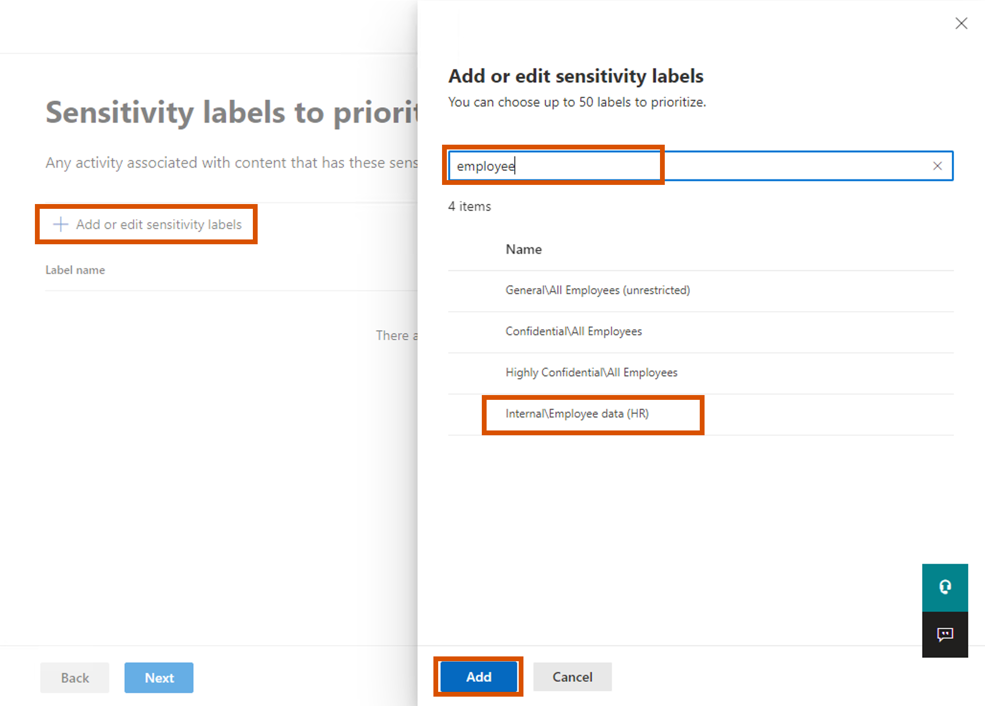 Sensitivity labels to priorit
Any activity associated with content that has these sens
+ Add or edit sensitivity labels
Label name
There a
Back
Next
Add or edit sensitivity labels
You can choose up to 50 labels to prioritize.
employee
4 items
Name
General\All Employees (unrestricted)
Confidential\All Employees
Highly Confidential\All Employees
Internal\Employee data (HR)
Add
Cancel